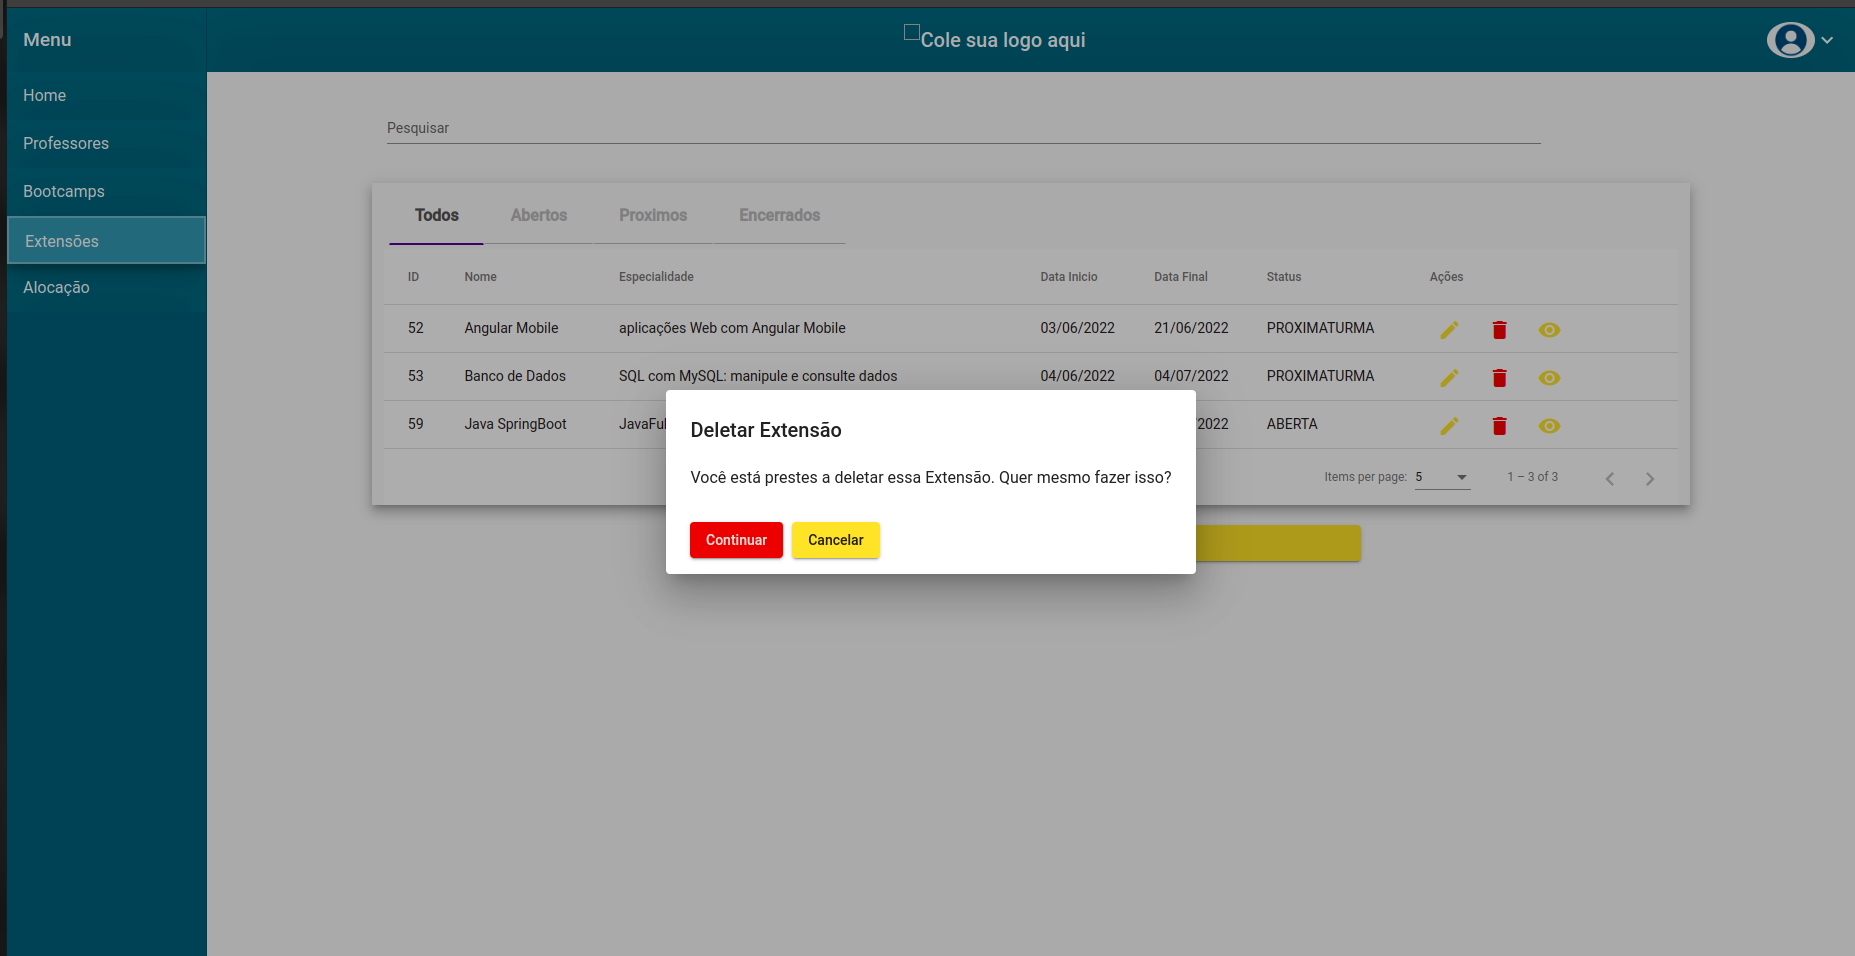 Menu
Cole sua logo aqui
Home
Professores
Bootcamps
Extensões
Alocação
Pesquisar
Todos Abertos Proximos Encerrados
ID Nome Especialidade Data Inicio Data Final Status Ações
52 Angular Mobile aplicações Web com Angular Mobile 03/06/2022 21/06/2022 PROXIMATURMA
53 Banco de Dados SQL com MySQL: manipule e consulte dados 04/06/2022 04/07/2022 PROXIMATURMA
59 Java SpringBoot 2022 ABERTA
Items per page: 5 1 – 3 of 3
Deletar Extensão
Você está prestes a deletar essa Extensão. Quer mesmo fazer isso?
Continuar Cancelar